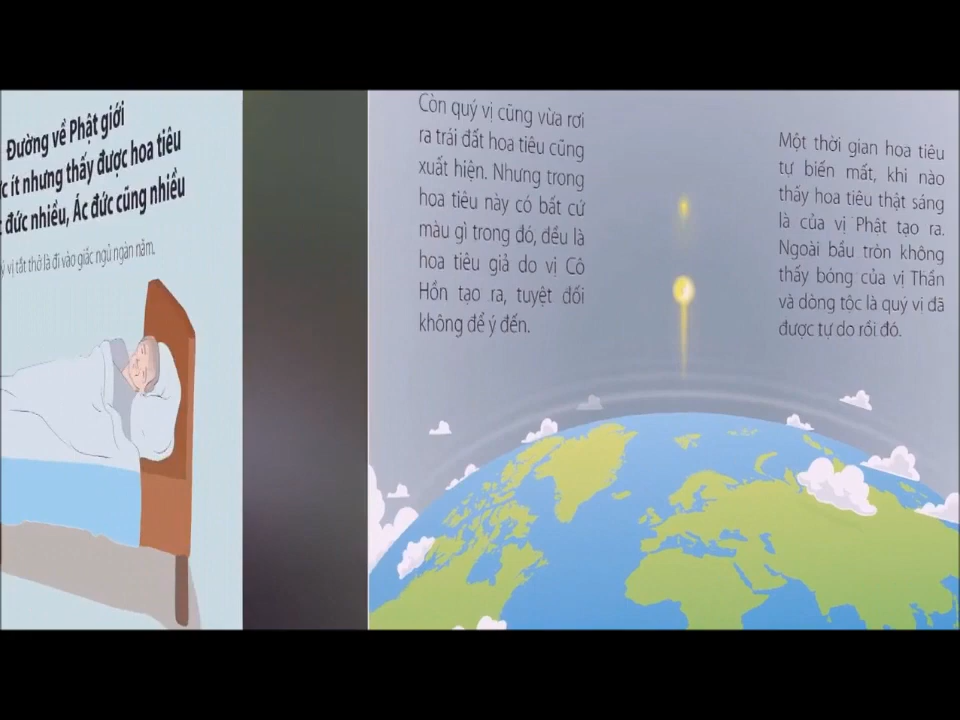 Đường về Phật giới
ít nhưng thấy được hoa tiêu
đức nhiều, Ác đức cũng nhiều
vị tắt thở là đi vào giấc ngủ ngàn năm.
Còn quý vị cũng vừa rơi
ra trái đất hoa tiêu cũng
xuất hiện. Nhưng trong
hoa tiêu này có bất cứ
màu gì trong đó, đều là
hoa tiêu giả do vị Cô
Hồn tạo ra, tuyệt đối
không để ý đến.
Một thời gian hoa tiêu
tự biến mất, khi nào
thấy hoa tiêu thật sáng
là của vị Phật tạo ra.
Ngoài bầu tròn không
thấy bóng của vị Thần
và dòng tộc là quý vị đã
được tự do rồi đó.